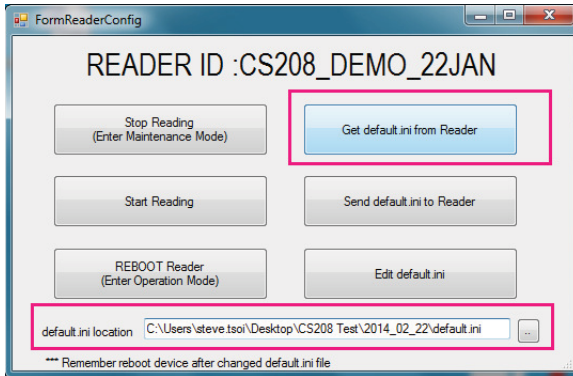 FormReaderConfig
READER ID :CS208_DEMO_22JAN
Stop Reading
(Enter Maintenance Mode)
Get default.ini from Reader
Start Reading
Send default.ini to Reader
REBOOT Reader
(Enter Operation Mode)
Edit default.ini
default.ini location C:\Users\steve.tsoi\Desktop\CS208 Test\2014_02_22\default.ini ..
*** Remember reboot device after changed default.ini file